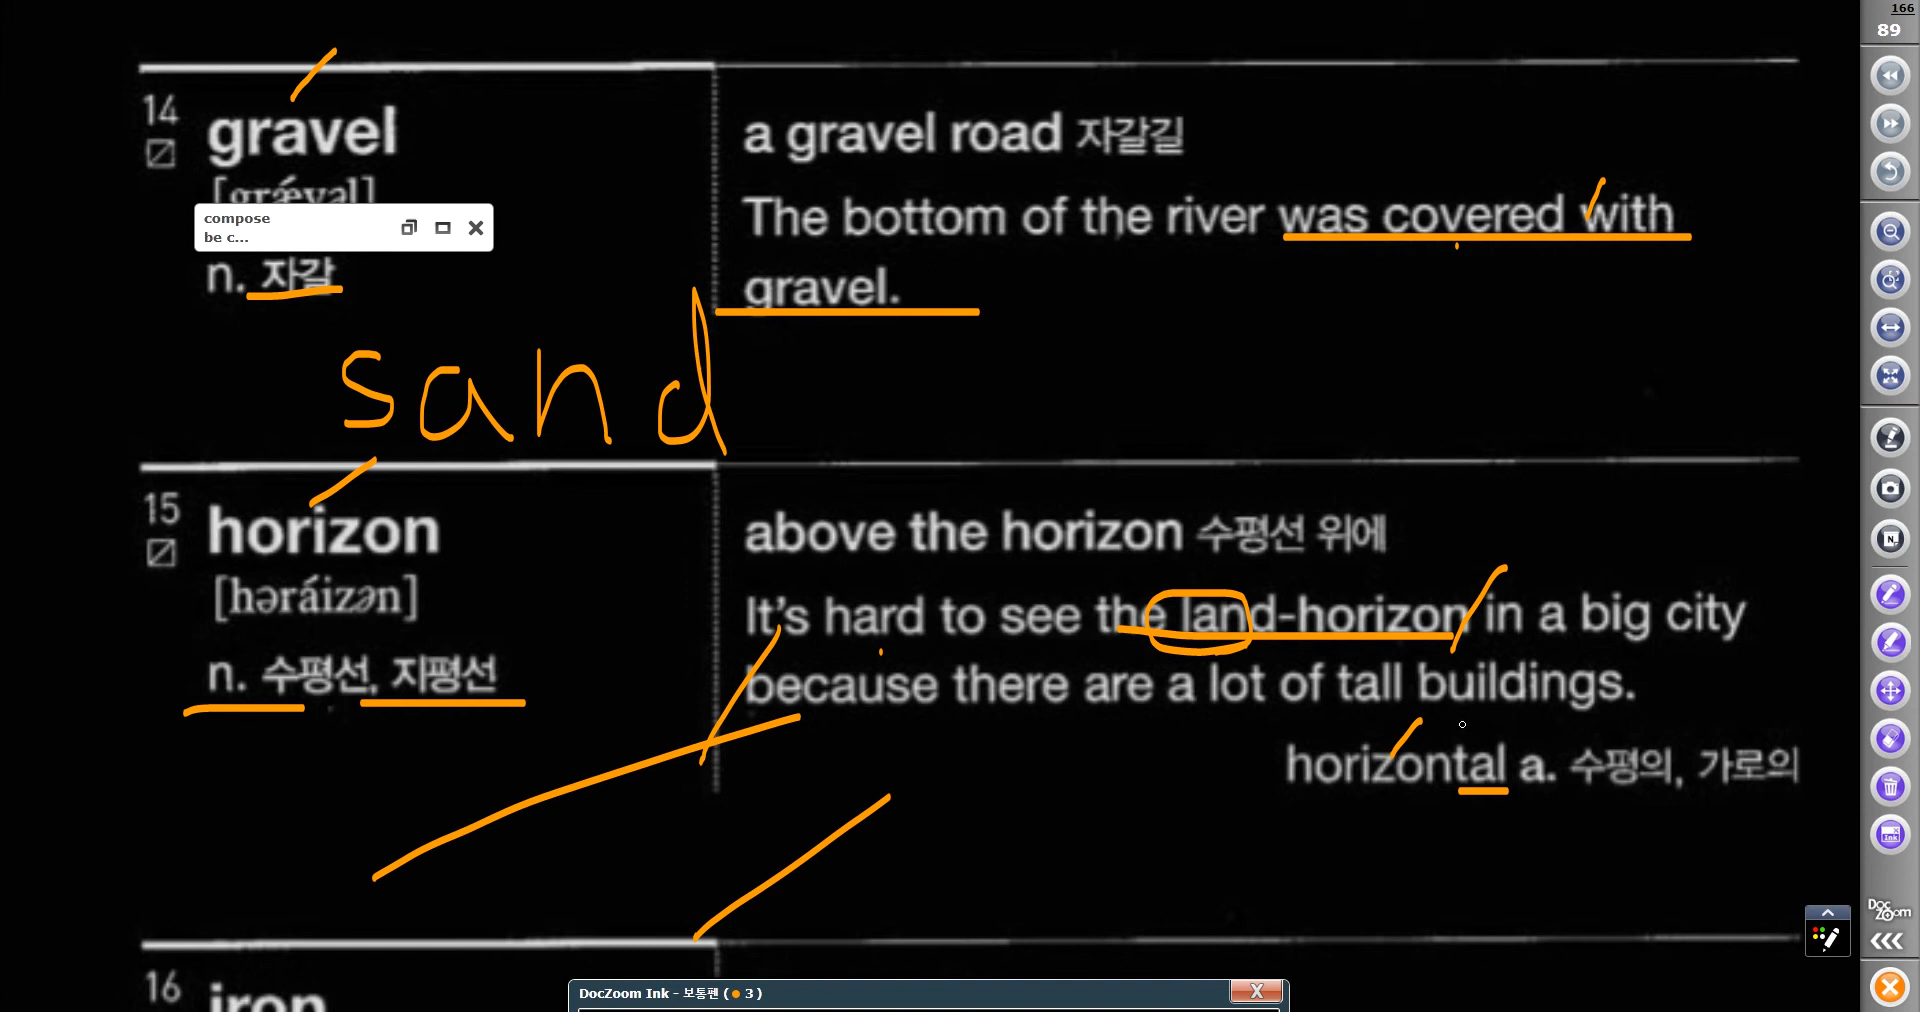 166
89
14
gravel
a gravel road 자갈길
[grǽvəl]
The bottom of the river was covered with
compose
be c...
n. 자갈
gravel.
sand
15
horizon
above the horizon 수평선 위에
[həráizən]
It's hard to see the land-horizon in a big city
n. 수평선, 지평선
because there are a lot of tall buildings.
horizontal a. 수평의, 가로의
Doc
Zoom
16
iron
DocZoom Ink - 보통펜 ( 3 )